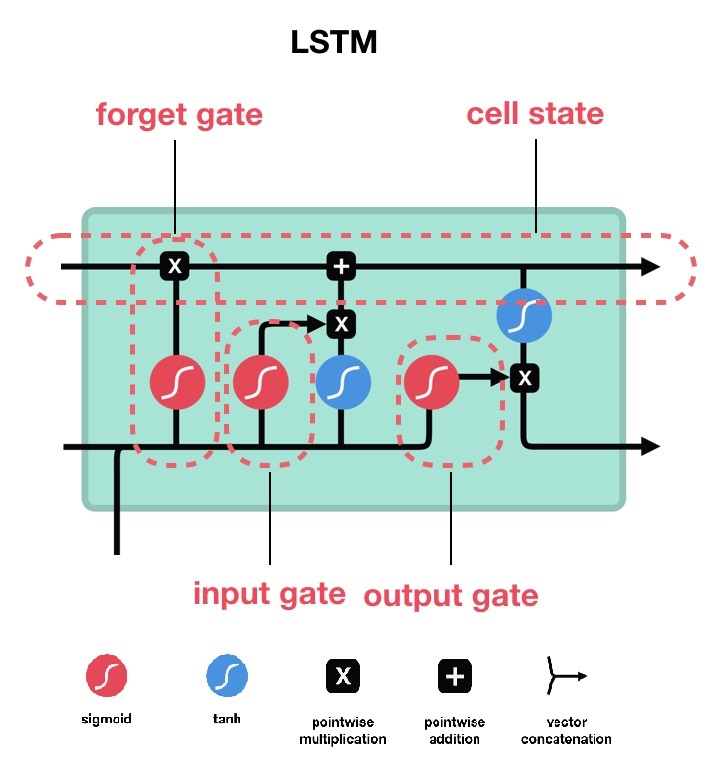 LSTM
forget gate
cell state
X
+
X
X
input gate
output gate
X
+
sigmoid
tanh
pointwise
multiplication
pointwise
addition
vector
concatenation